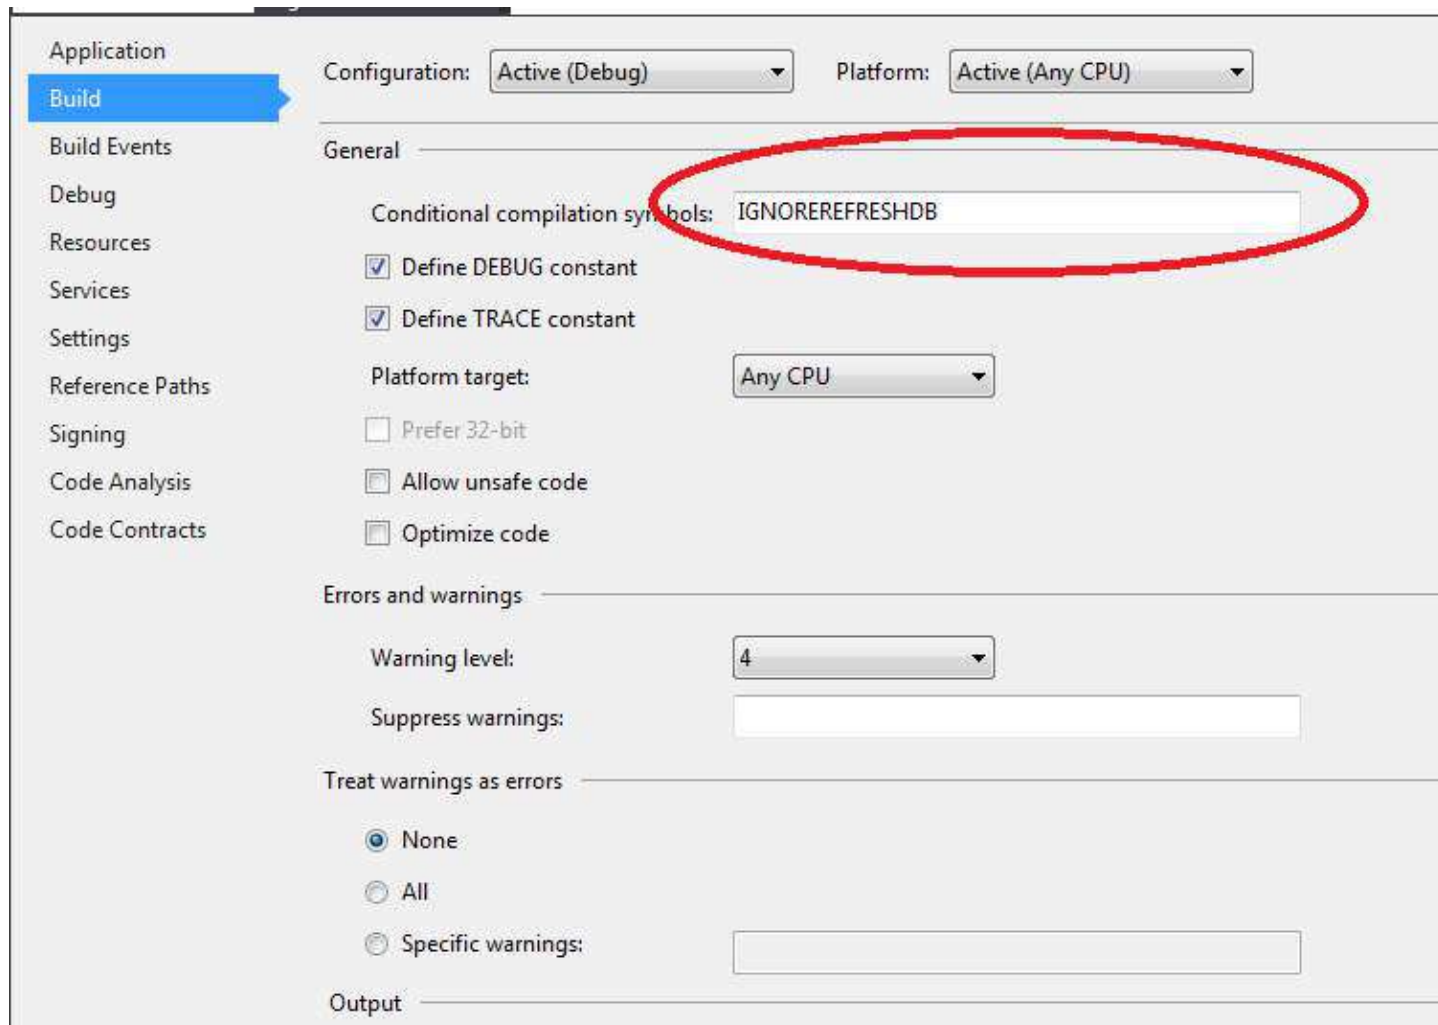 Application
Build
Build Events
Debug
Resources
Services
Settings
Reference Paths
Signing
Code Analysis
Code Contracts
Configuration: Active (Debug) Platform: Active (Any CPU)
General
Conditional compilation symbols: IGNOREREFRESHDB
Define DEBUG constant
Define TRACE constant
Platform target: Any CPU
Prefer 32-bit
Allow unsafe code
Optimize code
Errors and warnings
Warning level: 4
Suppress warnings:
Treat warnings as errors
None
All
Specific warnings:
Output